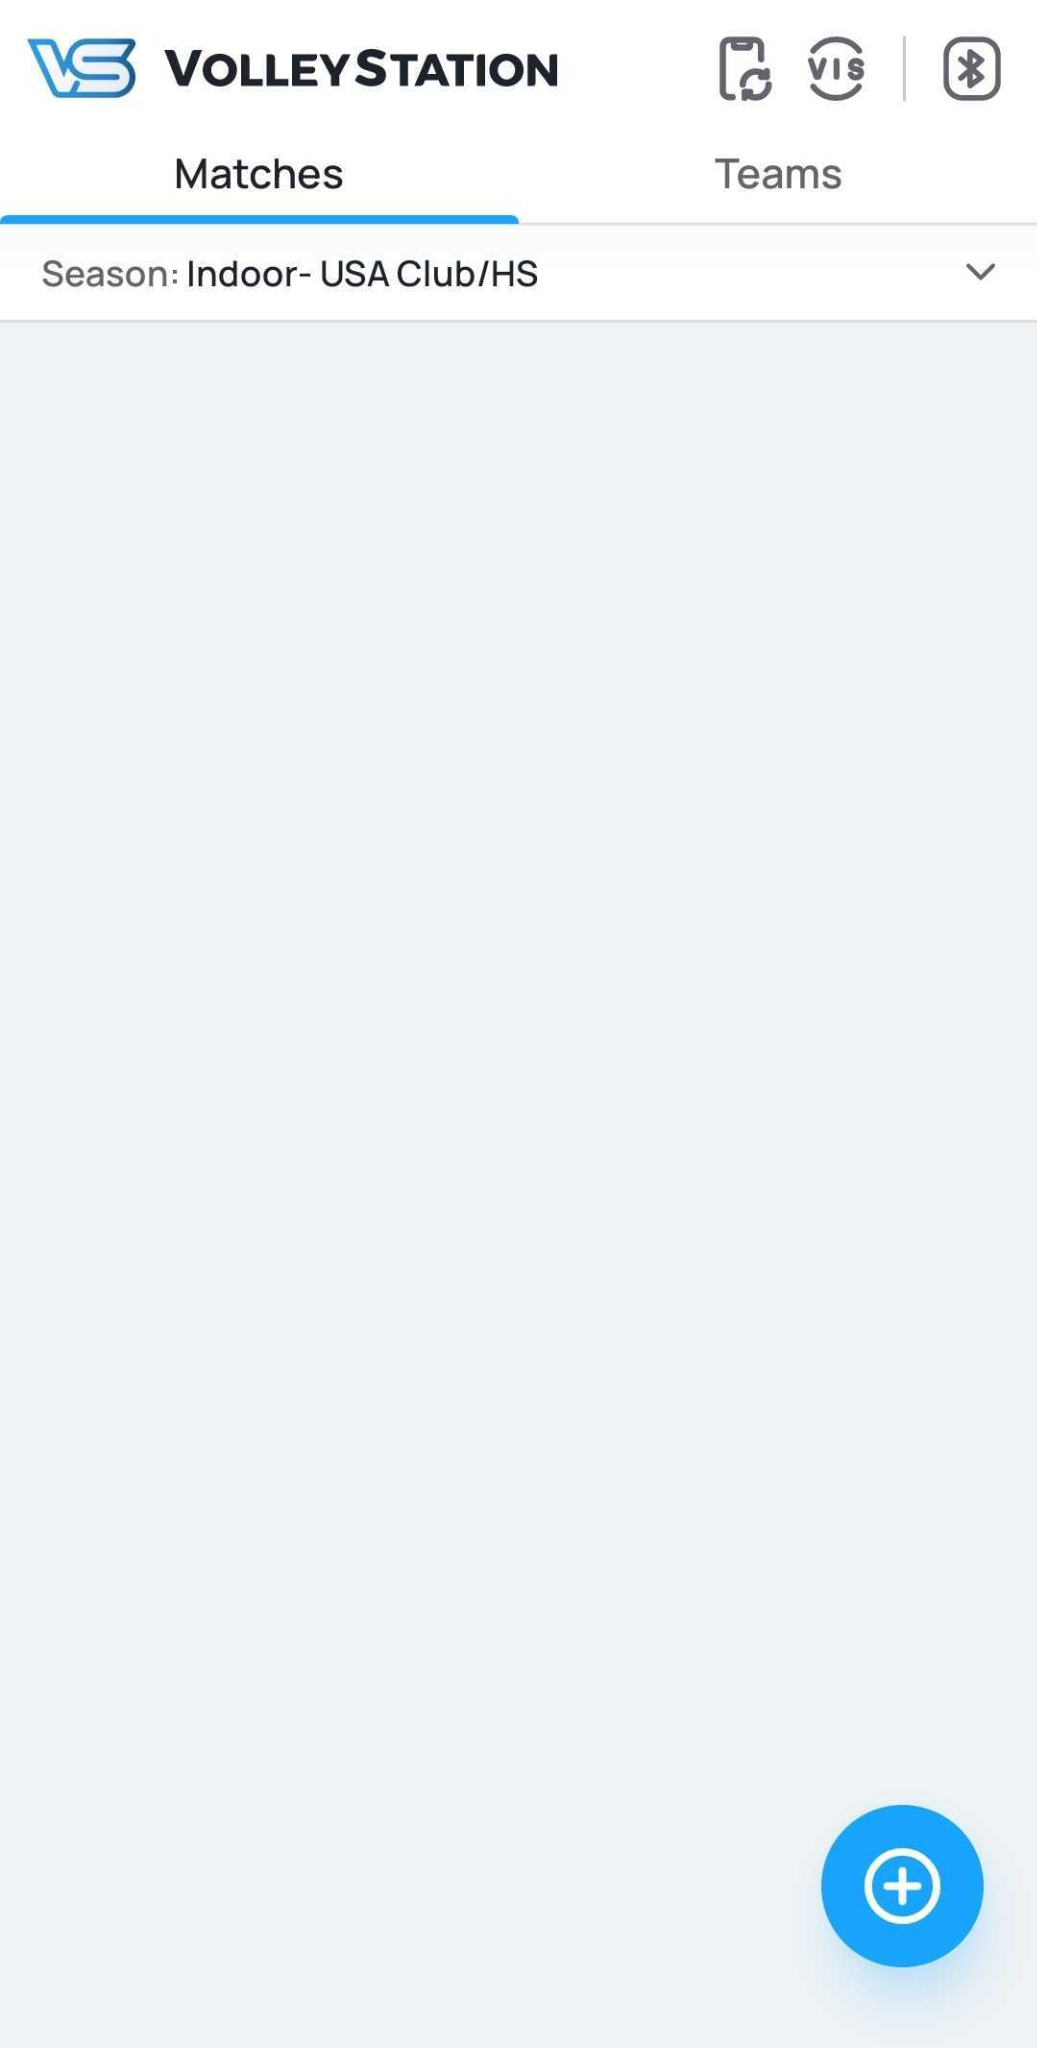 VS VOLLEYSTATION VIS
Matches Teams
Season: Indoor- USA Club/HS